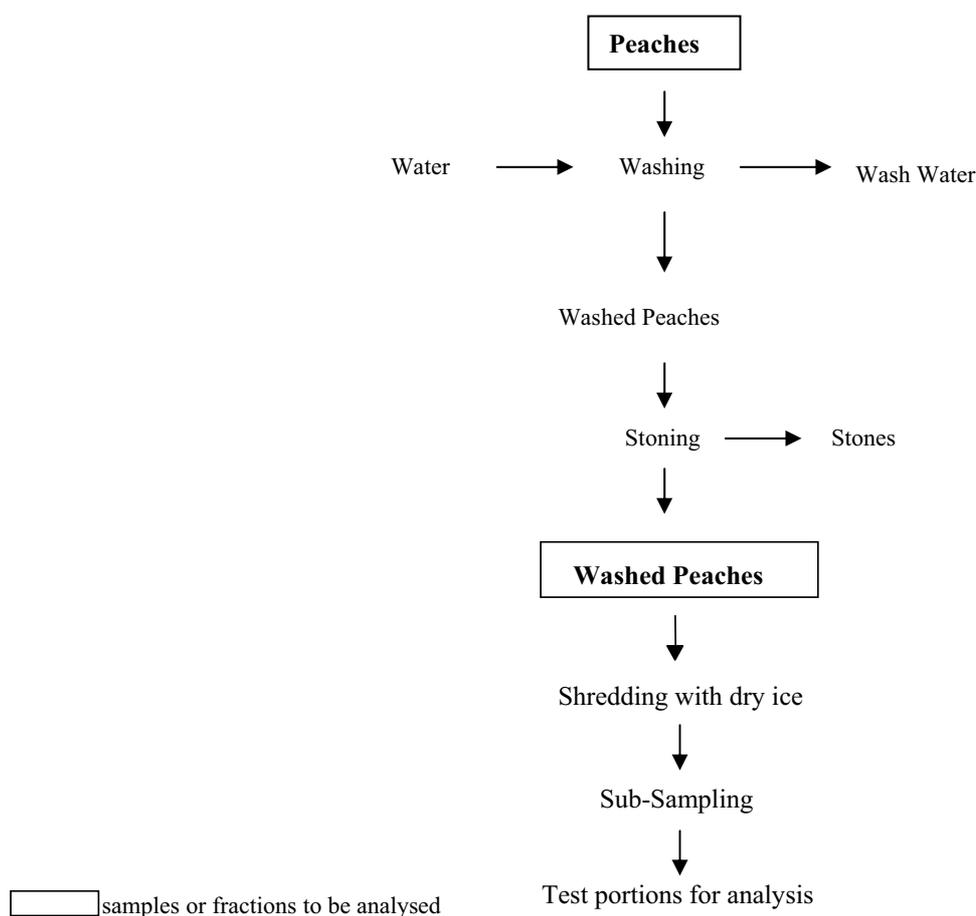 Peaches
Water
Washing
Wash Water
Washed Peaches
Stoning
Stones
Washed Peaches
Shredding with dry ice
Sub-Sampling
Test portions for analysis
samples or fractions to be analysed